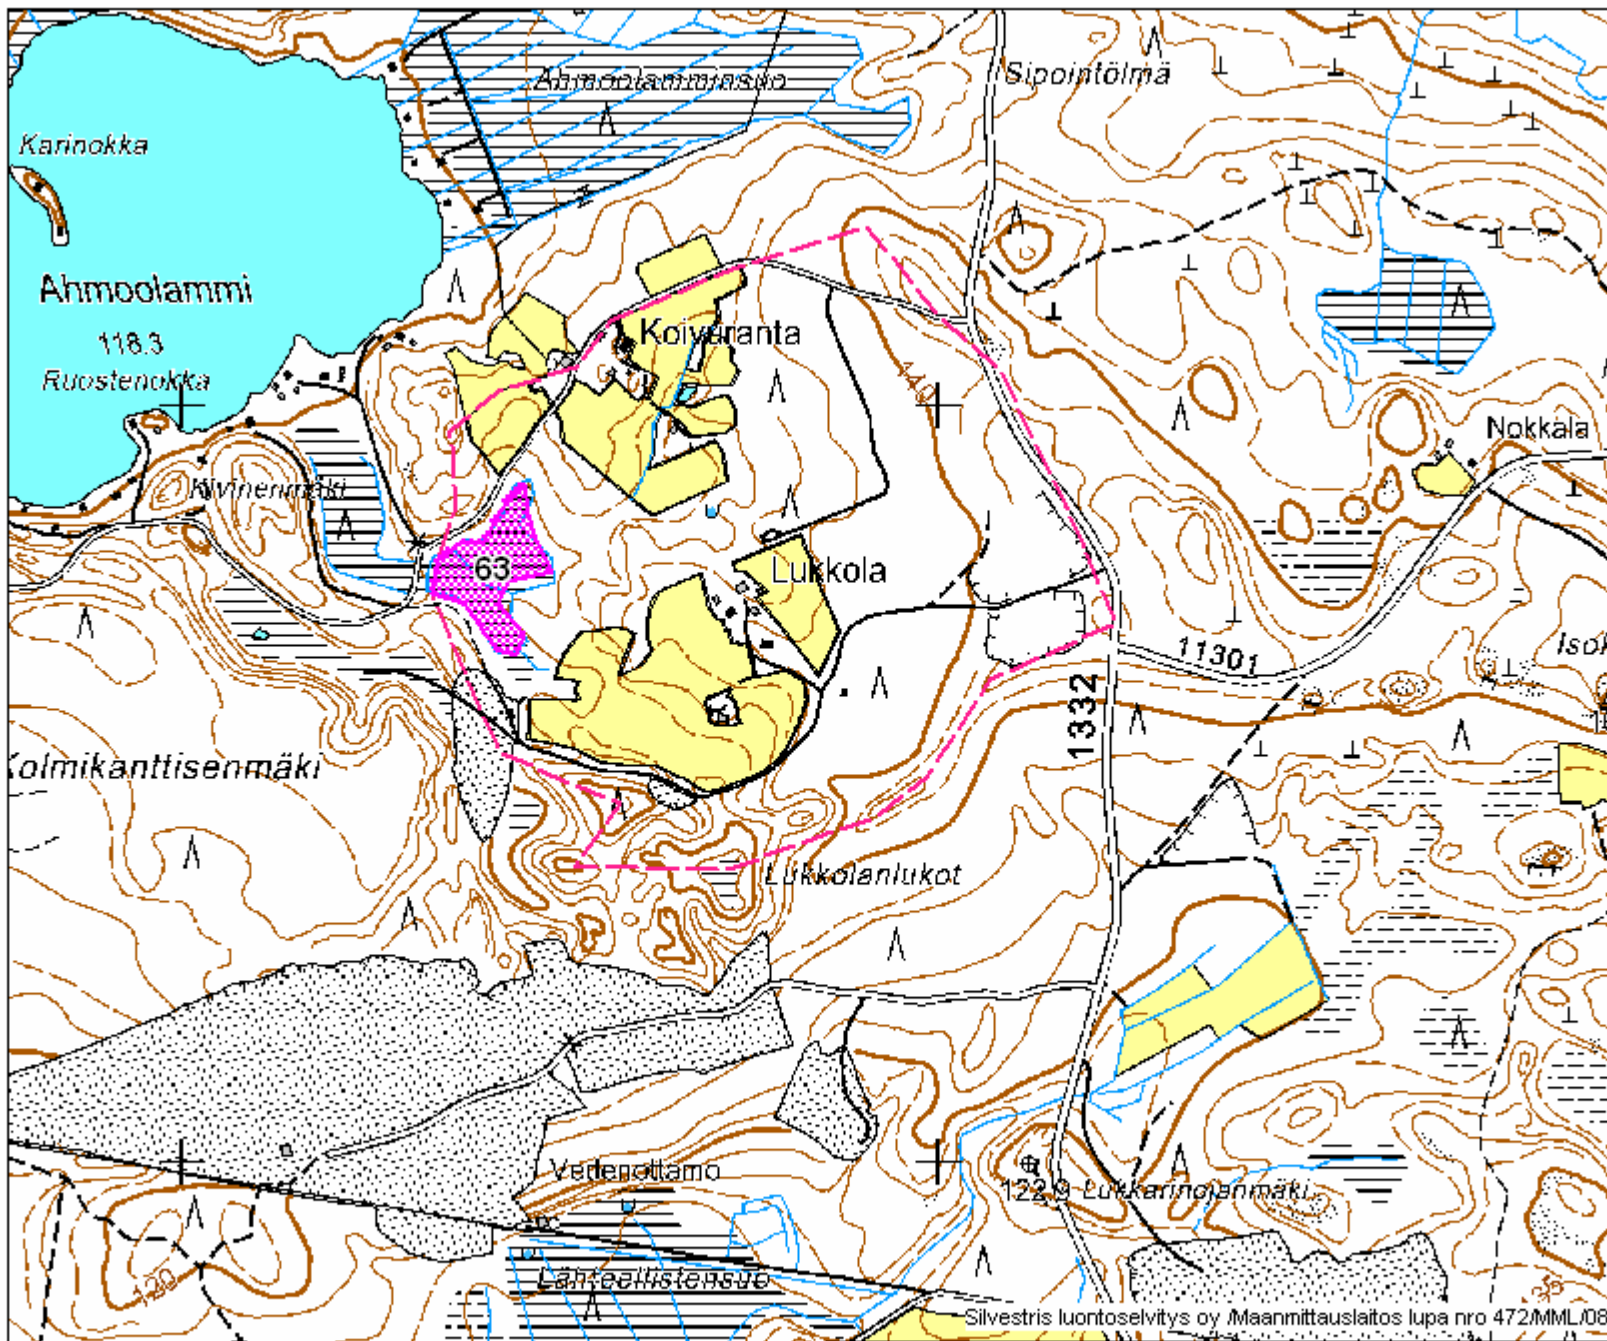 Ahmoolamminsuo
Sipointölmä
Karinokka
Ahmoolammi
118.3
Ruostenokka
Koivuranta
140
Nokkala
Kivinenmäki
63
Lukkola
11301
1332
Kolmikanttisenmäki
Lukkolanlukot
Vedenottamo
122.9 Lukkarinojanmäki
120
Lähteellistensuo
Silvestris luontoselvitys oy /Maanmittauslaitos lupa nro 472/MML/08